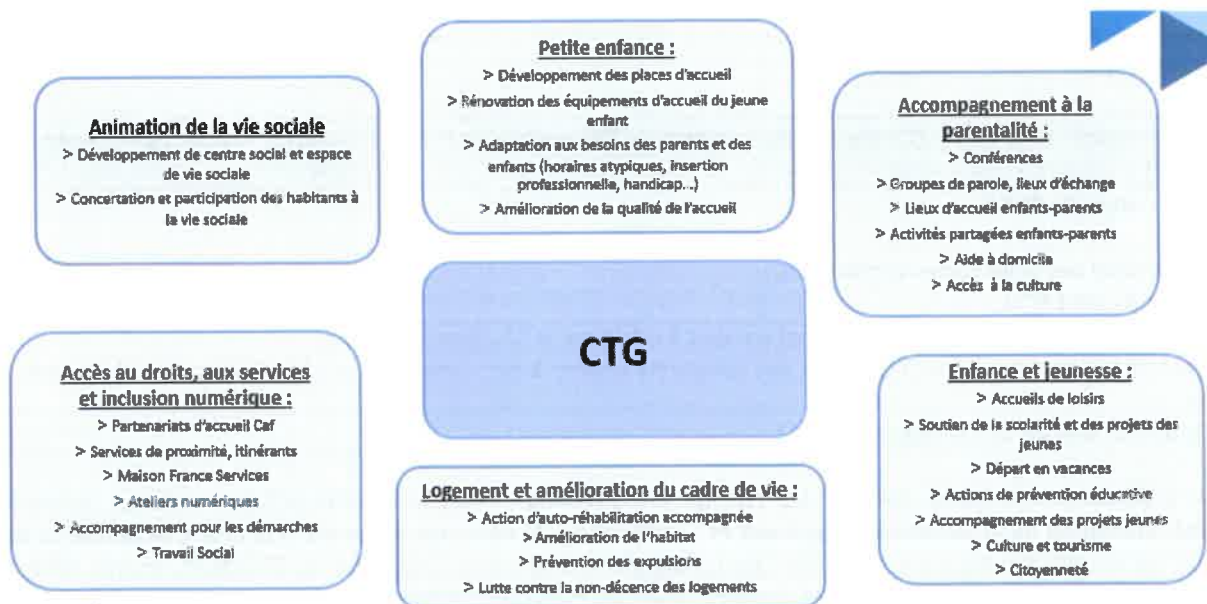 Petite enfance :
> Développement des places d'accueil
> Rénovation des équipements d'accueil du jeune
enfant
> Adaptation aux besoins des parents et des
enfants (horaires atypiques, insertion
professionnelle, handicap...)
> Amélioration de la qualité de l'accueil
Animation de la vie sociale
> Développement de centre social et espace
de vie sociale
> Concertation et participation des habitants à
la vie sociale
Accompagnement à la
parentalité :
> Conférences
> Groupes de parole, lieux d'échange
> Lieux d'accueil enfants-parents
> Activités partagées enfants-parents
> Aide à domicile
> Accès à la culture
CTG
Accès au droits, aux services
et inclusion numérique :
> Partenariats d'accueil Caf
> Services de proximité, itinérants
> Maison France Services
> Ateliers numériques
> Accompagnement pour les démarches
> Travail Social
Logement et amélioration du cadre de vie :
> Action d'auto-réhabilitation accompagnée
> Amélioration de l'habitat
> Prévention des expulsions
> Lutte contre la non-décence des logements
Enfance et jeunesse :
> Accueils de loisirs
> Soutien de la scolarité et des projets des
jeunes
> Départ en vacances
> Actions de prévention éducative
> Accompagnement des projets jeunes
> Culture et tourisme
> Citoyenneté